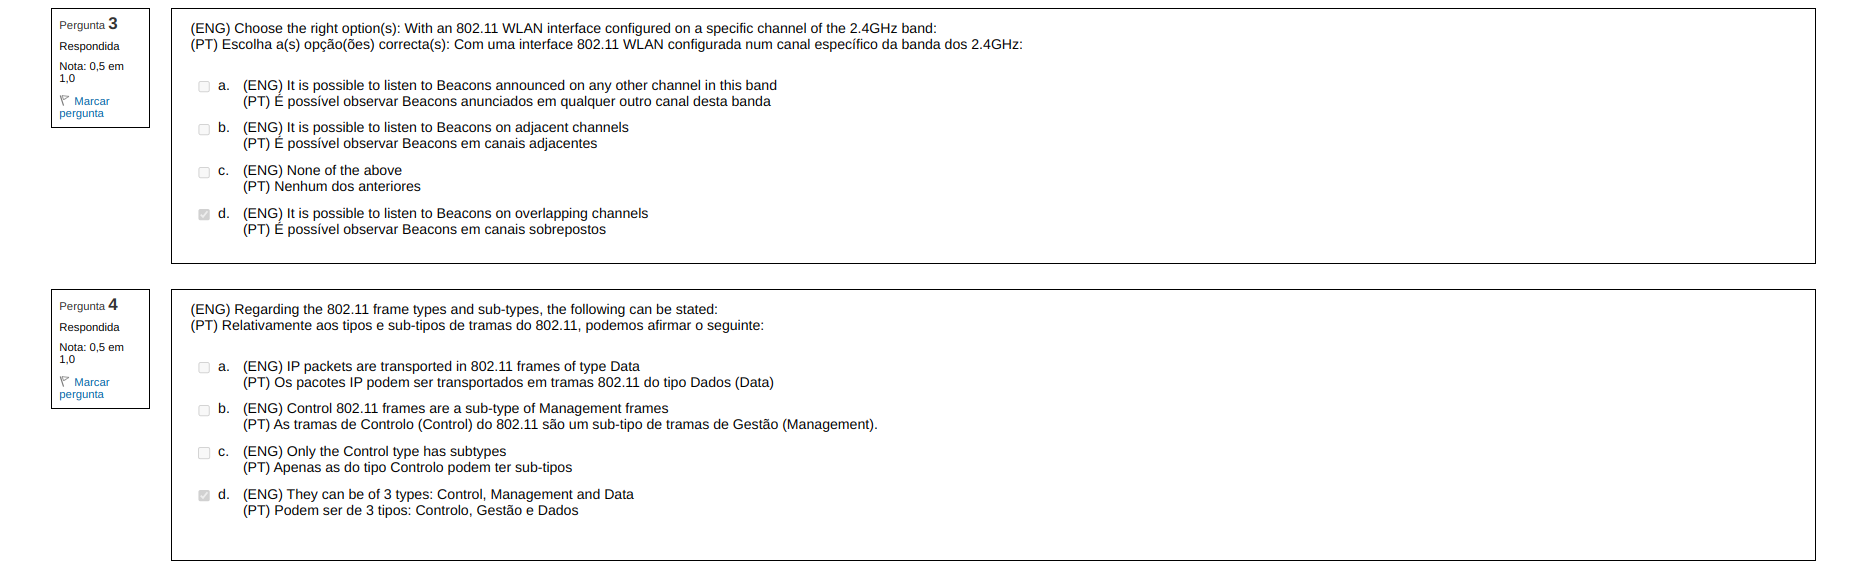 Pergunta 3
Respondida
Nota: 0,5 em
1,0
Marcar
pergunta
(ENG) Choose the right option(s): With an 802.11 WLAN interface configured on a specific channel of the 2.4GHz band:
(PT) Escolha a(s) opção(ões) correcta(s): Com uma interface 802.11 WLAN configurada num canal específico da banda dos 2.4GHz:
a. (ENG) It is possible to listen to Beacons announced on any other channel in this band
(PT) É possível observar Beacons anunciados em qualquer outro canal desta banda
b. (ENG) It is possible to listen to Beacons on adjacent channels
(PT) É possível observar Beacons em canais adjacentes
c. (ENG) None of the above
(PT) Nenhum dos anteriores
d. (ENG) It is possible to listen to Beacons on overlapping channels
(PT) É possível observar Beacons em canais sobrepostos
Pergunta 4
Respondida
Nota: 0,5 em
1,0
Marcar
pergunta
(ENG) Regarding the 802.11 frame types and sub-types, the following can be stated:
(PT) Relativamente aos tipos e sub-tipos de tramas do 802.11, podemos afirmar o seguinte:
a. (ENG) IP packets are transported in 802.11 frames of type Data
(PT) Os pacotes IP podem ser transportados em tramas 802.11 do tipo Dados (Data)
b. (ENG) Control 802.11 frames are a sub-type of Management frames
(PT) As tramas de Controlo (Control) do 802.11 são um sub-tipo de tramas de Gestão (Management).
c. (ENG) Only the Control type has subtypes
(PT) Apenas as do tipo Controlo podem ter sub-tipos
d. (ENG) They can be of 3 types: Control, Management and Data
(PT) Podem ser de 3 tipos: Controlo, Gestão e Dados